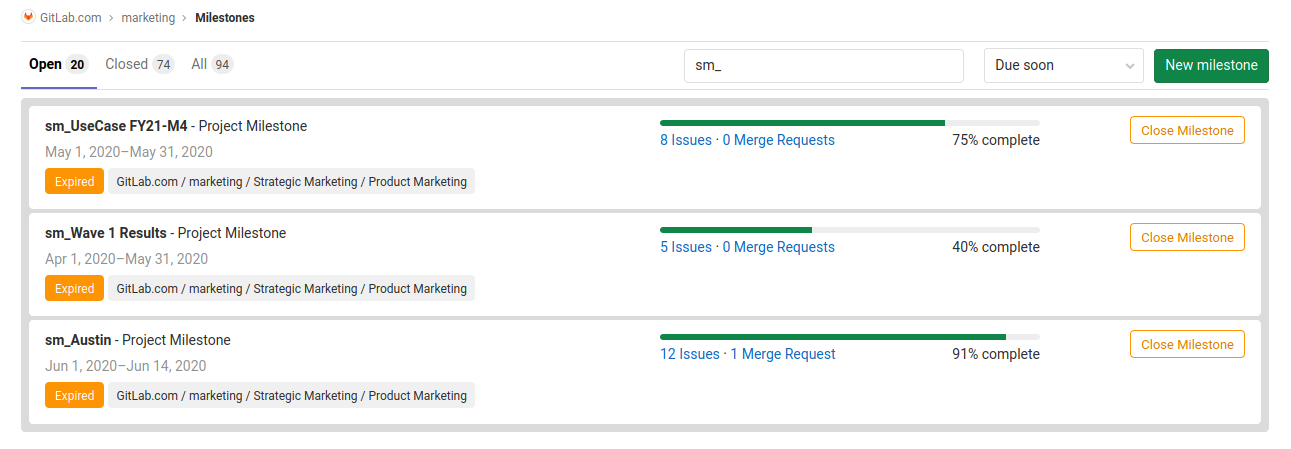 GitLab.com › marketing › Milestones
Open 20 Closed 74 All 94 sm_ Due soon New milestone
sm_UseCase FY21-M4 - Project Milestone
May 1, 2020–May 31, 2020
Expired GitLab.com / marketing / Strategic Marketing / Product Marketing
8 Issues · 0 Merge Requests 75% complete
Close Milestone
sm_Wave 1 Results - Project Milestone
Apr 1, 2020–May 31, 2020
Expired GitLab.com / marketing / Strategic Marketing / Product Marketing
5 Issues · 0 Merge Requests 40% complete
Close Milestone
sm_Austin - Project Milestone
Jun 1, 2020–Jun 14, 2020
Expired GitLab.com / marketing / Strategic Marketing / Product Marketing
12 Issues · 1 Merge Request 91% complete
Close Milestone